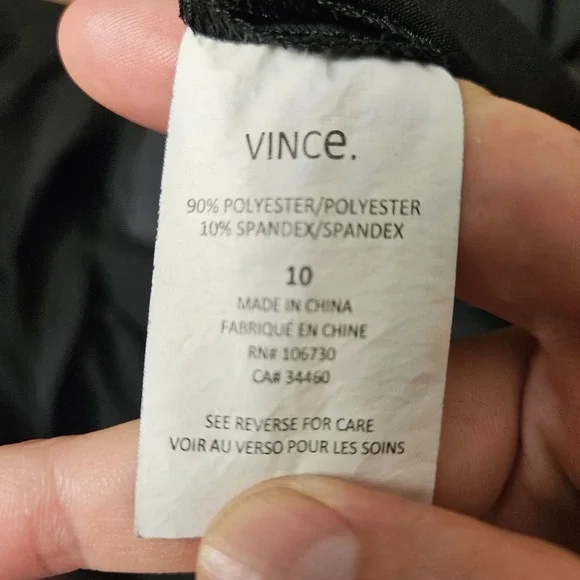 VINCe.
90% POLYESTER/POLYESTER
10% SPANDEX/SPANDEX
10
MADE IN CHINA
FABRIQUÉ EN CHINE
RN# 106730
CA# 34460
SEE REVERSE FOR CARE
VOIR AU VERSO POUR LES SOINS